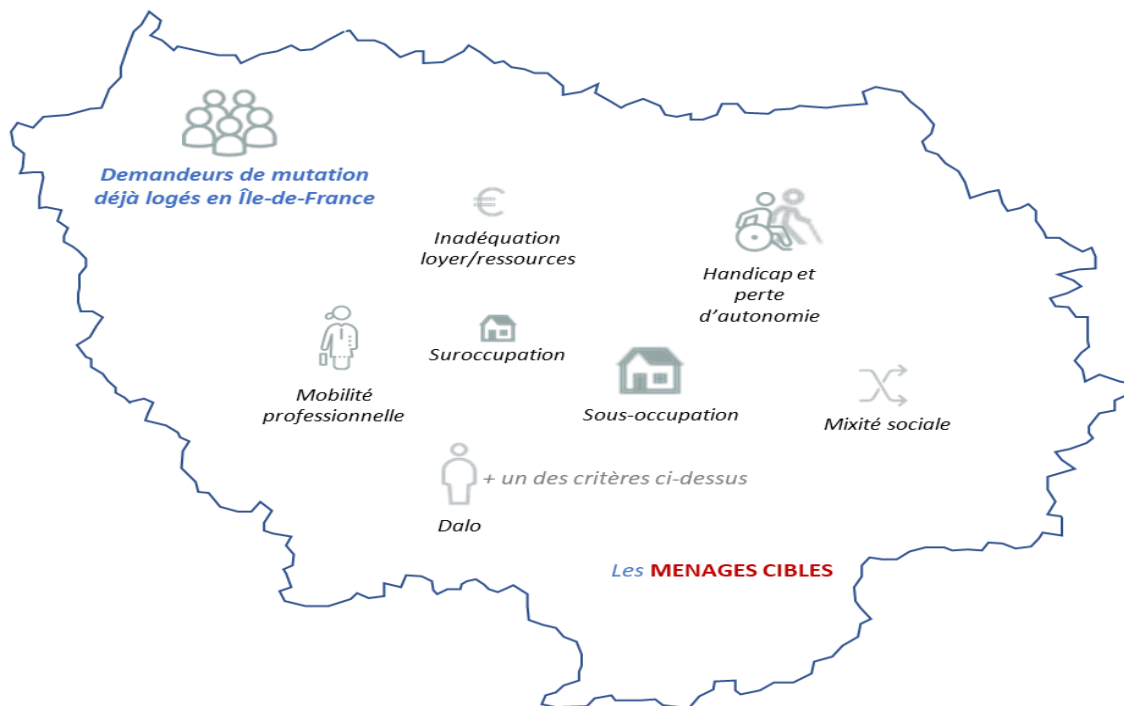 Demandeurs de mutation
déjà logés en Île-de-France
€
Inadéquation
loyer/ressources
Handicap et
perte
d'autonomie
Suroccupation
Mobilité
professionnelle
Sous-occupation
Mixité sociale
+ un des critères ci-dessus
Dalo
Les MENAGES CIBLES